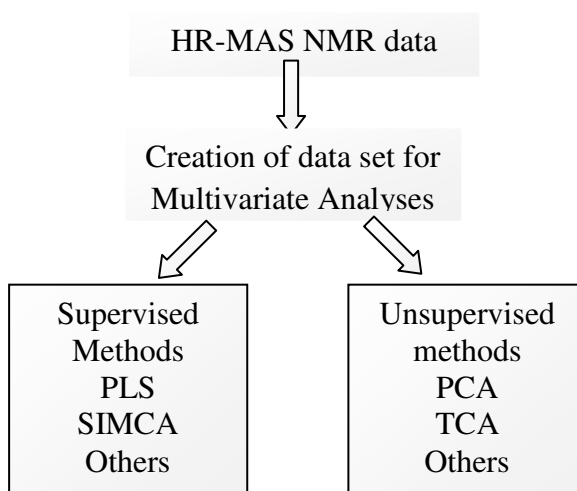 HR-MAS NMR data
Creation of data set for
Multivariate Analyses
Supervised
Methods
PLS
SIMCA
Others
Unsupervised
methods
PCA
TCA
Others